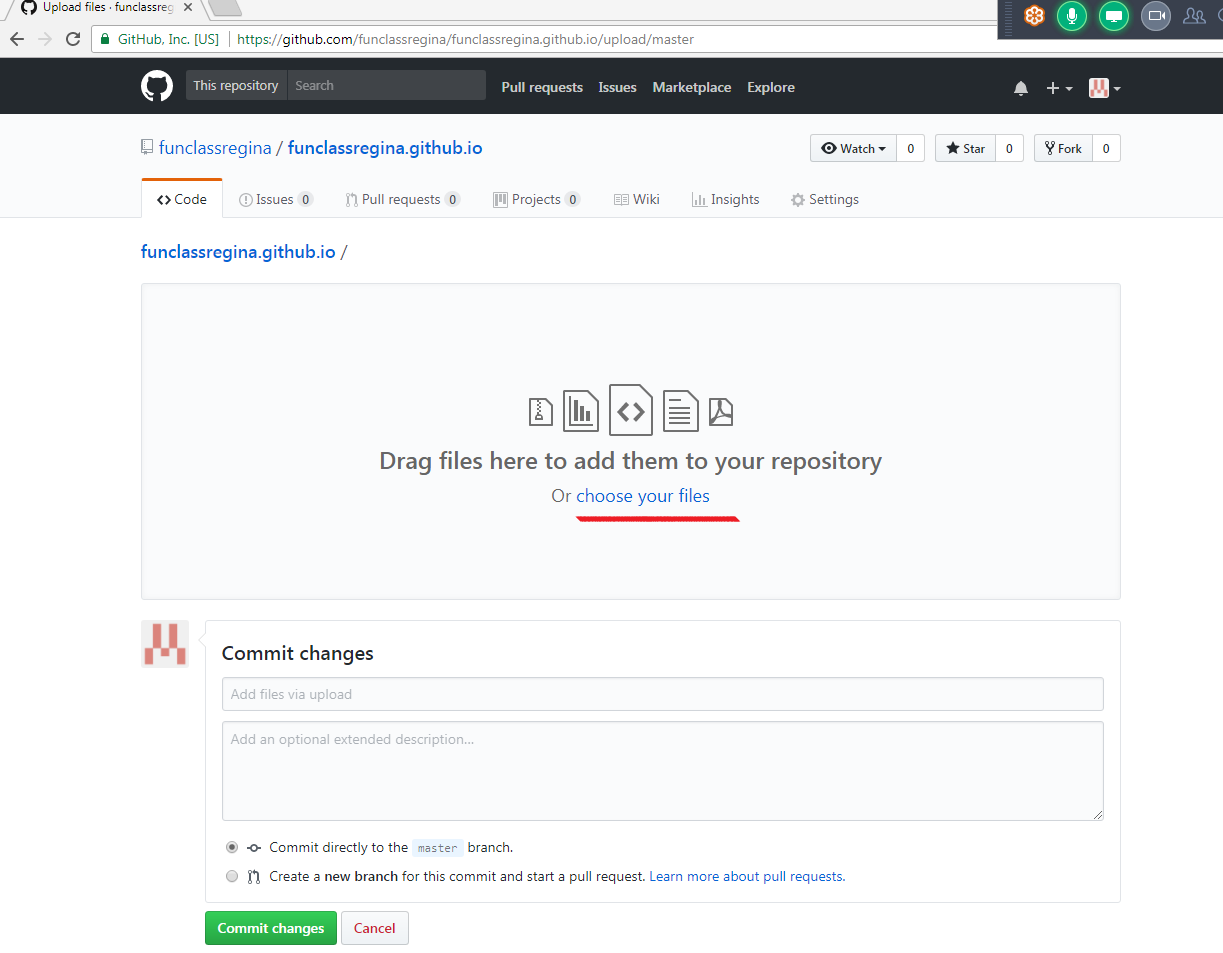 Upload files · funclassreg
GitHub, Inc. [US] https://github.com/funclassregina/funclassregina.github.io/upload/master
This repository Search Pull requests Issues Marketplace Explore
funclassregina / funclassregina.github.io Watch 0 Star 0 Fork 0
Code Issues 0 Pull requests 0 Projects 0 Wiki Insights Settings
funclassregina.github.io /
Drag files here to add them to your repository
Or choose your files
Commit changes
Add files via upload
Add an optional extended description...
Commit directly to the master branch.
Create a new branch for this commit and start a pull request. Learn more about pull requests.
Commit changes Cancel